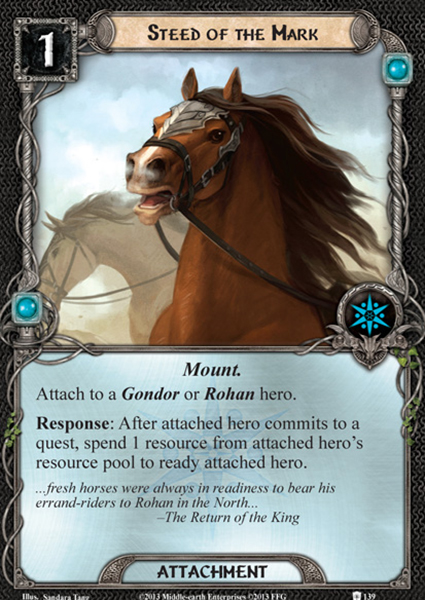 1
STEED OF THE MARK
Mount.
Attach to a Gondor or Rohan hero.
Response: After attached hero commits to a
quest, spend 1 resource from attached hero's
resource pool to ready attached hero.
...fresh horses were always in readiness to bear his
errand-riders to Rohan in the North...
–The Return of the King
ATTACHMENT
Illus. Sandara Tang ©2013 Middle-earth Enterprises ©2013 FFG 139